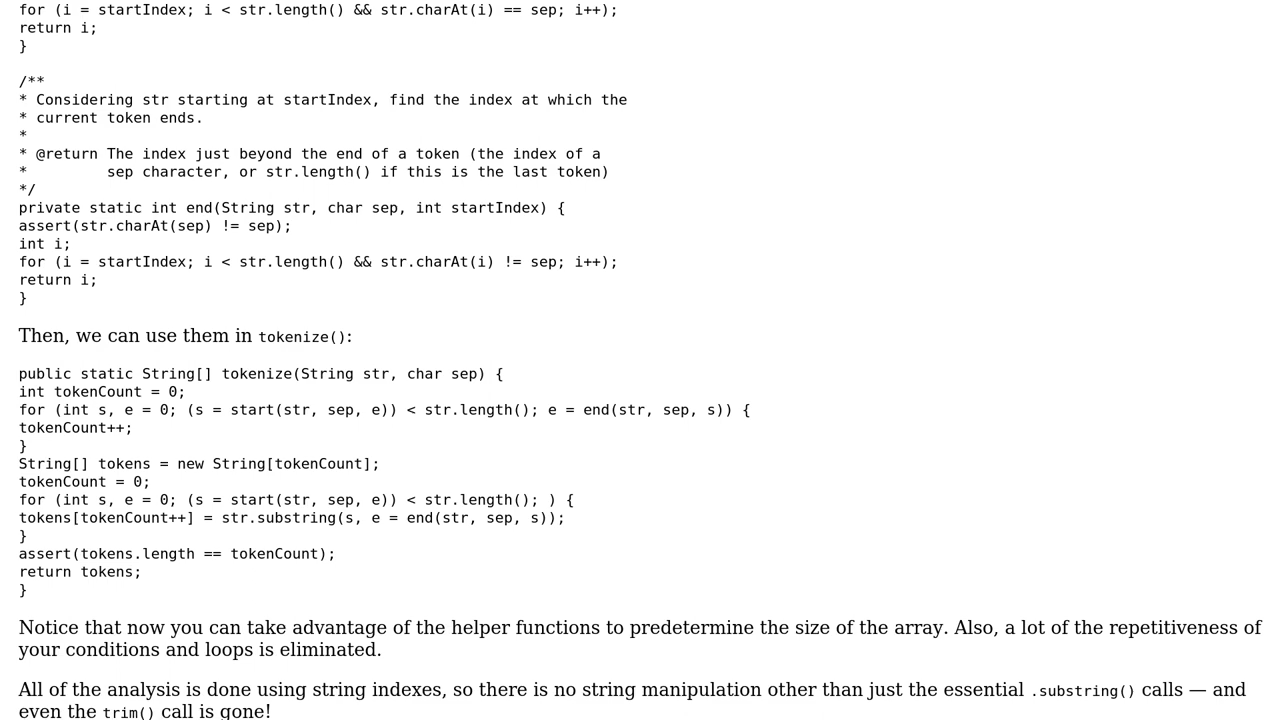 for (i = startIndex; i < str.length() && str.charAt(i) == sep; i++);
return i;
}
/**
* Considering str starting at startIndex, find the index at which the
* current token ends.
*
* @return The index just beyond the end of a token (the index of a
*         sep character, or str.length() if this is the last token)
*/
private static int end(String str, char sep, int startIndex) {
assert(str.charAt(sep) != sep);
int i;
for (i = startIndex; i < str.length() && str.charAt(i) != sep; i++);
return i;
}
Then, we can use them in tokenize():
public static String[] tokenize(String str, char sep) {
int tokenCount = 0;
for (int s, e = 0; (s = start(str, sep, e)) < str.length(); e = end(str, sep, s)) {
tokenCount++;
}
String[] tokens = new String[tokenCount];
tokenCount = 0;
for (int s, e = 0; (s = start(str, sep, e)) < str.length(); ) {
tokens[tokenCount++] = str.substring(s, e = end(str, sep, s));
}
assert(tokens.length == tokenCount);
return tokens;
}
Notice that now you can take advantage of the helper functions to predetermine the size of the array. Also, a lot of the repetitiveness of
your conditions and loops is eliminated.
All of the analysis is done using string indexes, so there is no string manipulation other than just the essential .substring() calls — and
even the trim() call is gone!